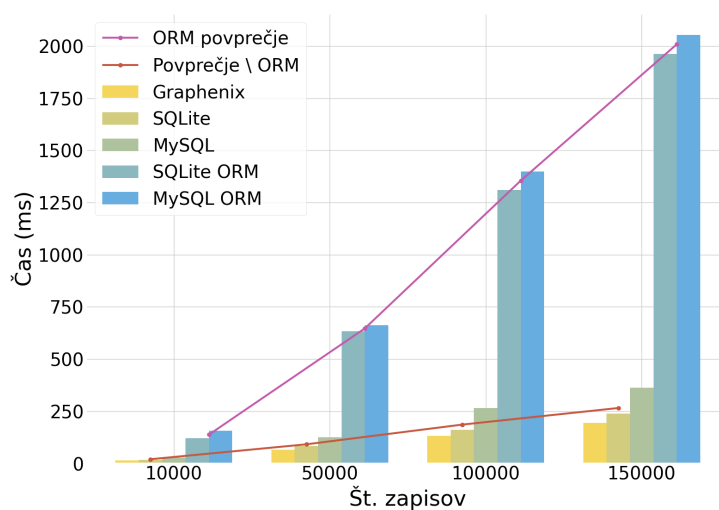 ORM povprečje
Povprečje \ ORM
Graphenix
SQLite
MySQL
SQLite ORM
MySQL ORM
Čas (ms)
2000
1750
1500
1250
1000
750
500
250
0
10000 50000 100000 150000
Št. zapisov